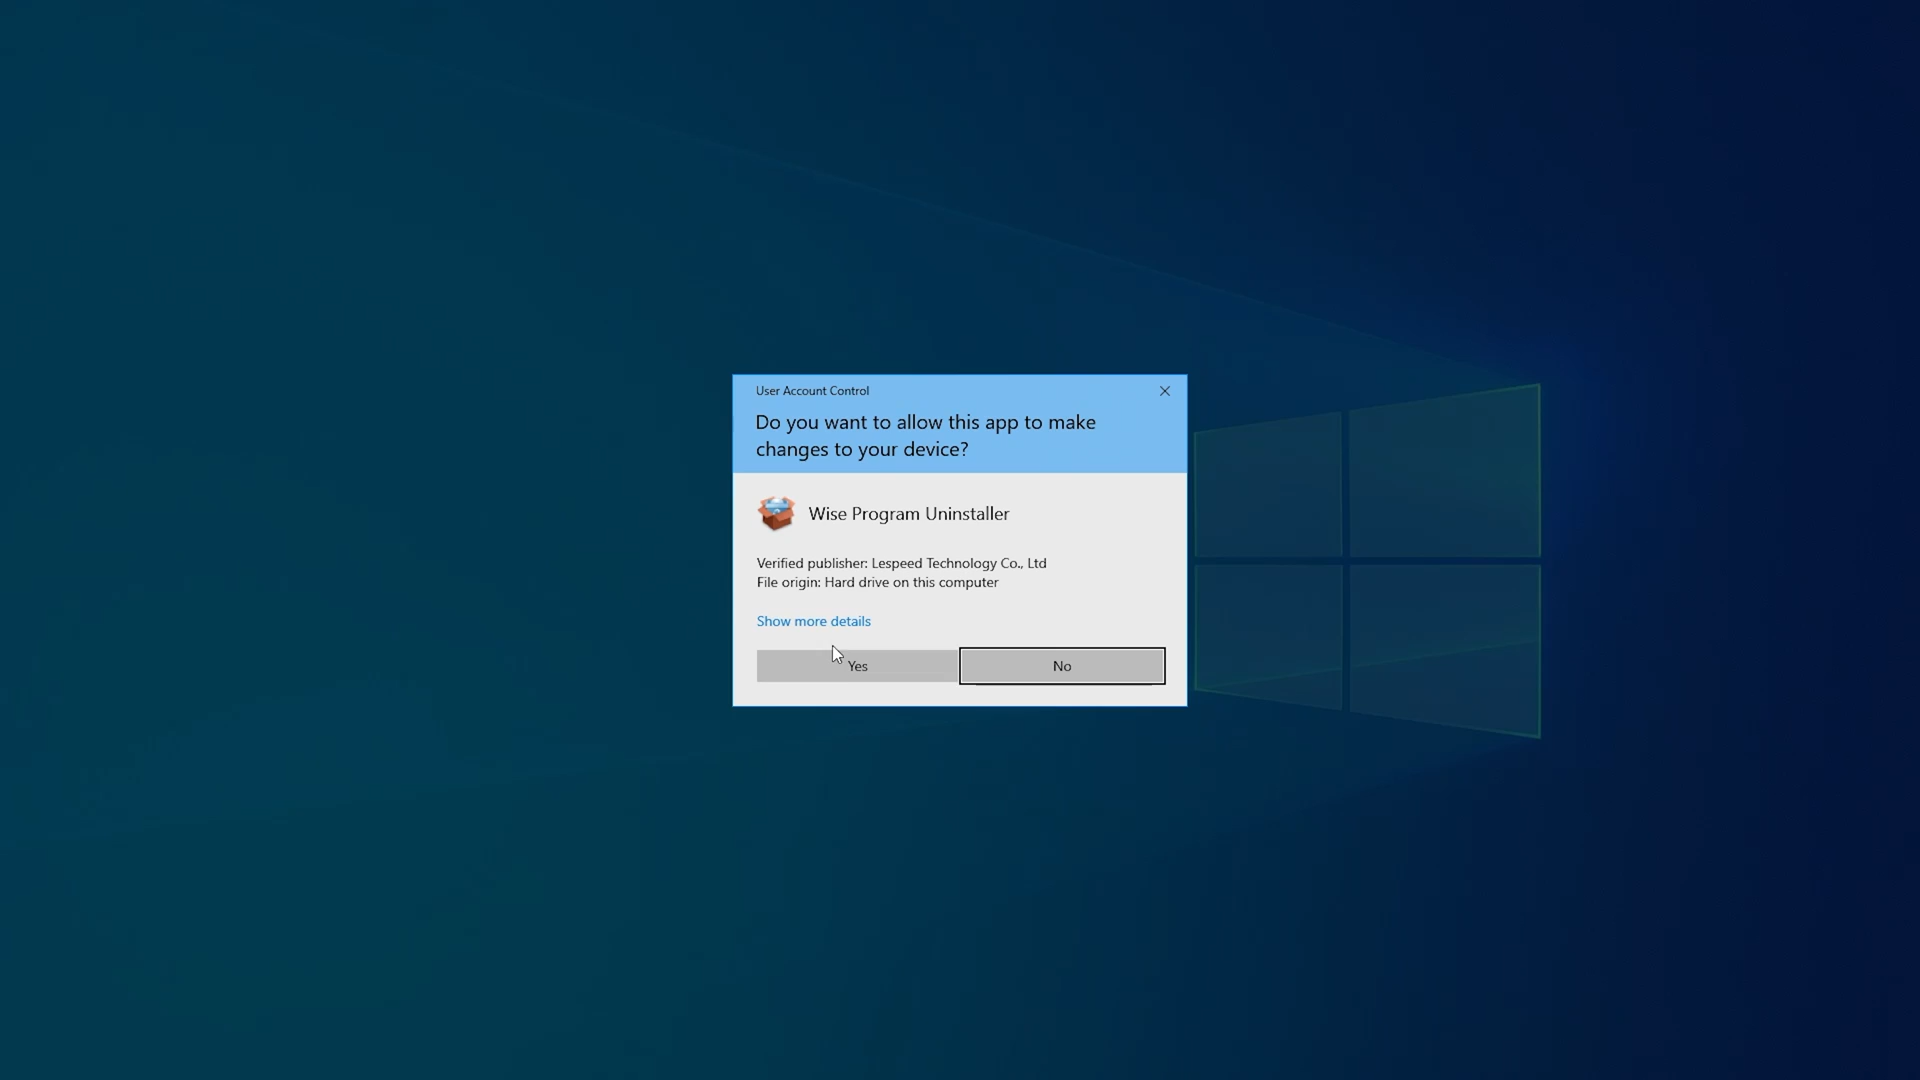 User Account Control
Do you want to allow this app to make
changes to your device?
Wise Program Uninstaller
Verified publisher: Lespeed Technology Co., Ltd
File origin: Hard drive on this computer
Show more details
Yes
No